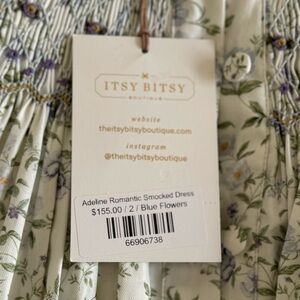 ITSY BITSY
BOUTIQUE
website
theitsybitsyboutique.com
instagram
@theitsybitsyboutique
Adeline Romantic Smocked Dress
$155.00 / 2 / Blue Flowers
66906738